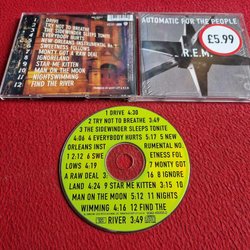 DRIVE
TRY NOT TO BREATHE
THE SIDEWINDER SLEEPS TONITE
EVERYBODY HURTS
NEW ORLEANS INSTRUMENTAL No. 1
SWEETNESS FOLLOWS
MONTY GOT A RAW DEAL
IGNORELAND
STAR ME KITTEN
MAN ON THE MOON
NIGHTSWIMMING
FIND THE RIVER
AUTOMATIC FOR THE PEOPLE
£5.99
R.E.M.
1 DRIVE 4:30
2 TRY NOT TO BREATHE 3:49
3 THE SIDEWINDER SLEEPS TONITE
4:06 4 EVERYBODY HURTS 5:17 5 NEW
ORLEANS INST RUMENTAL NO.
1 2:12 6 SWE ETNESS FOL
LOWS 4:19 7 MONTY GOT
A RAW DEAL 3:16 8 IGNORE
LAND 4:24 9 STAR ME KITTEN 3:15 10
MAN ON THE MOON 5:12 11 NIGHTS
WIMMING 4:16 12 FIND THE
RIVER 3:49